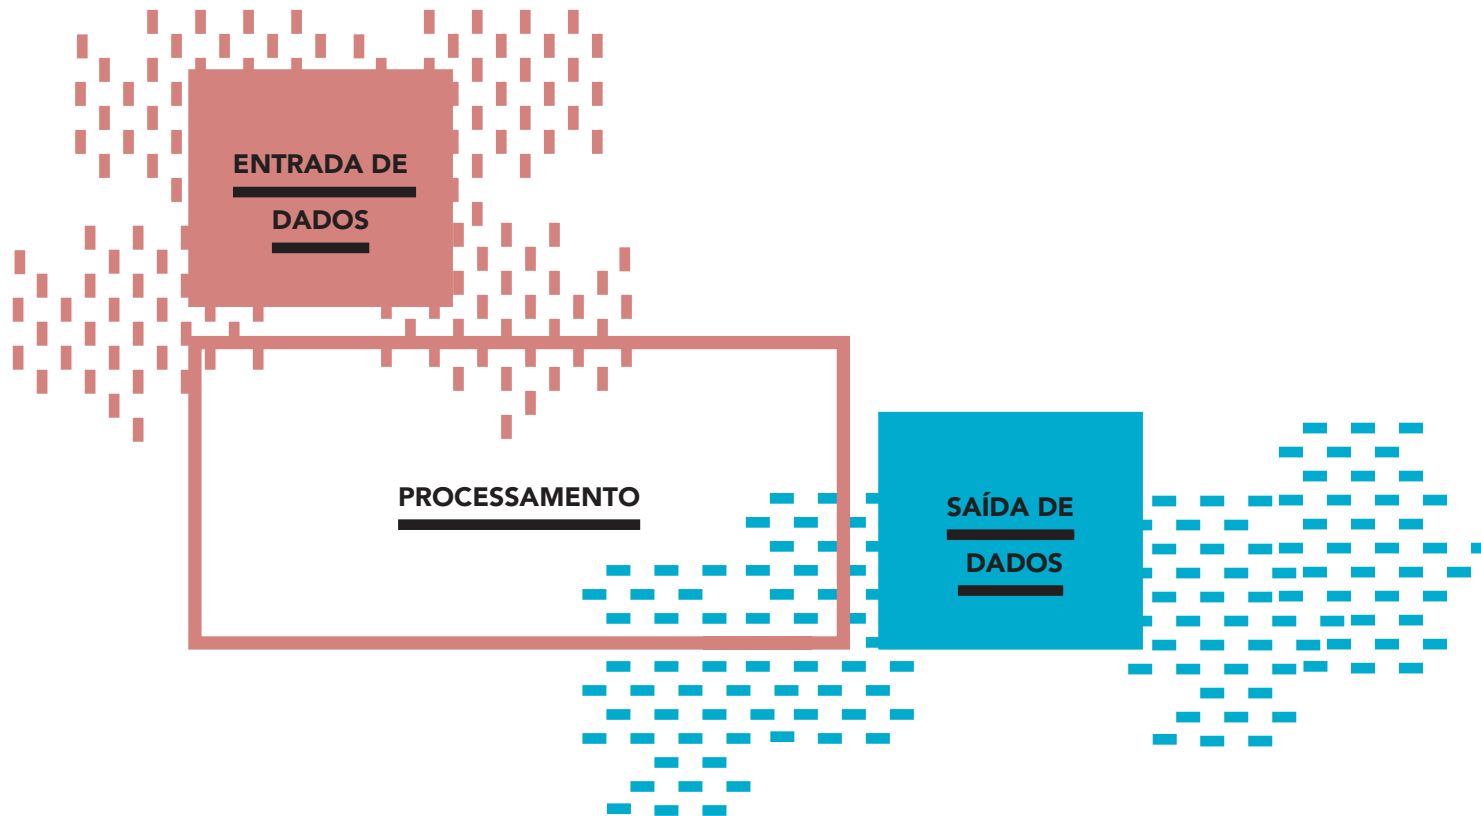 ENTRADA DE
DADOS
PROCESSAMENTO
SAÍDA DE
DADOS